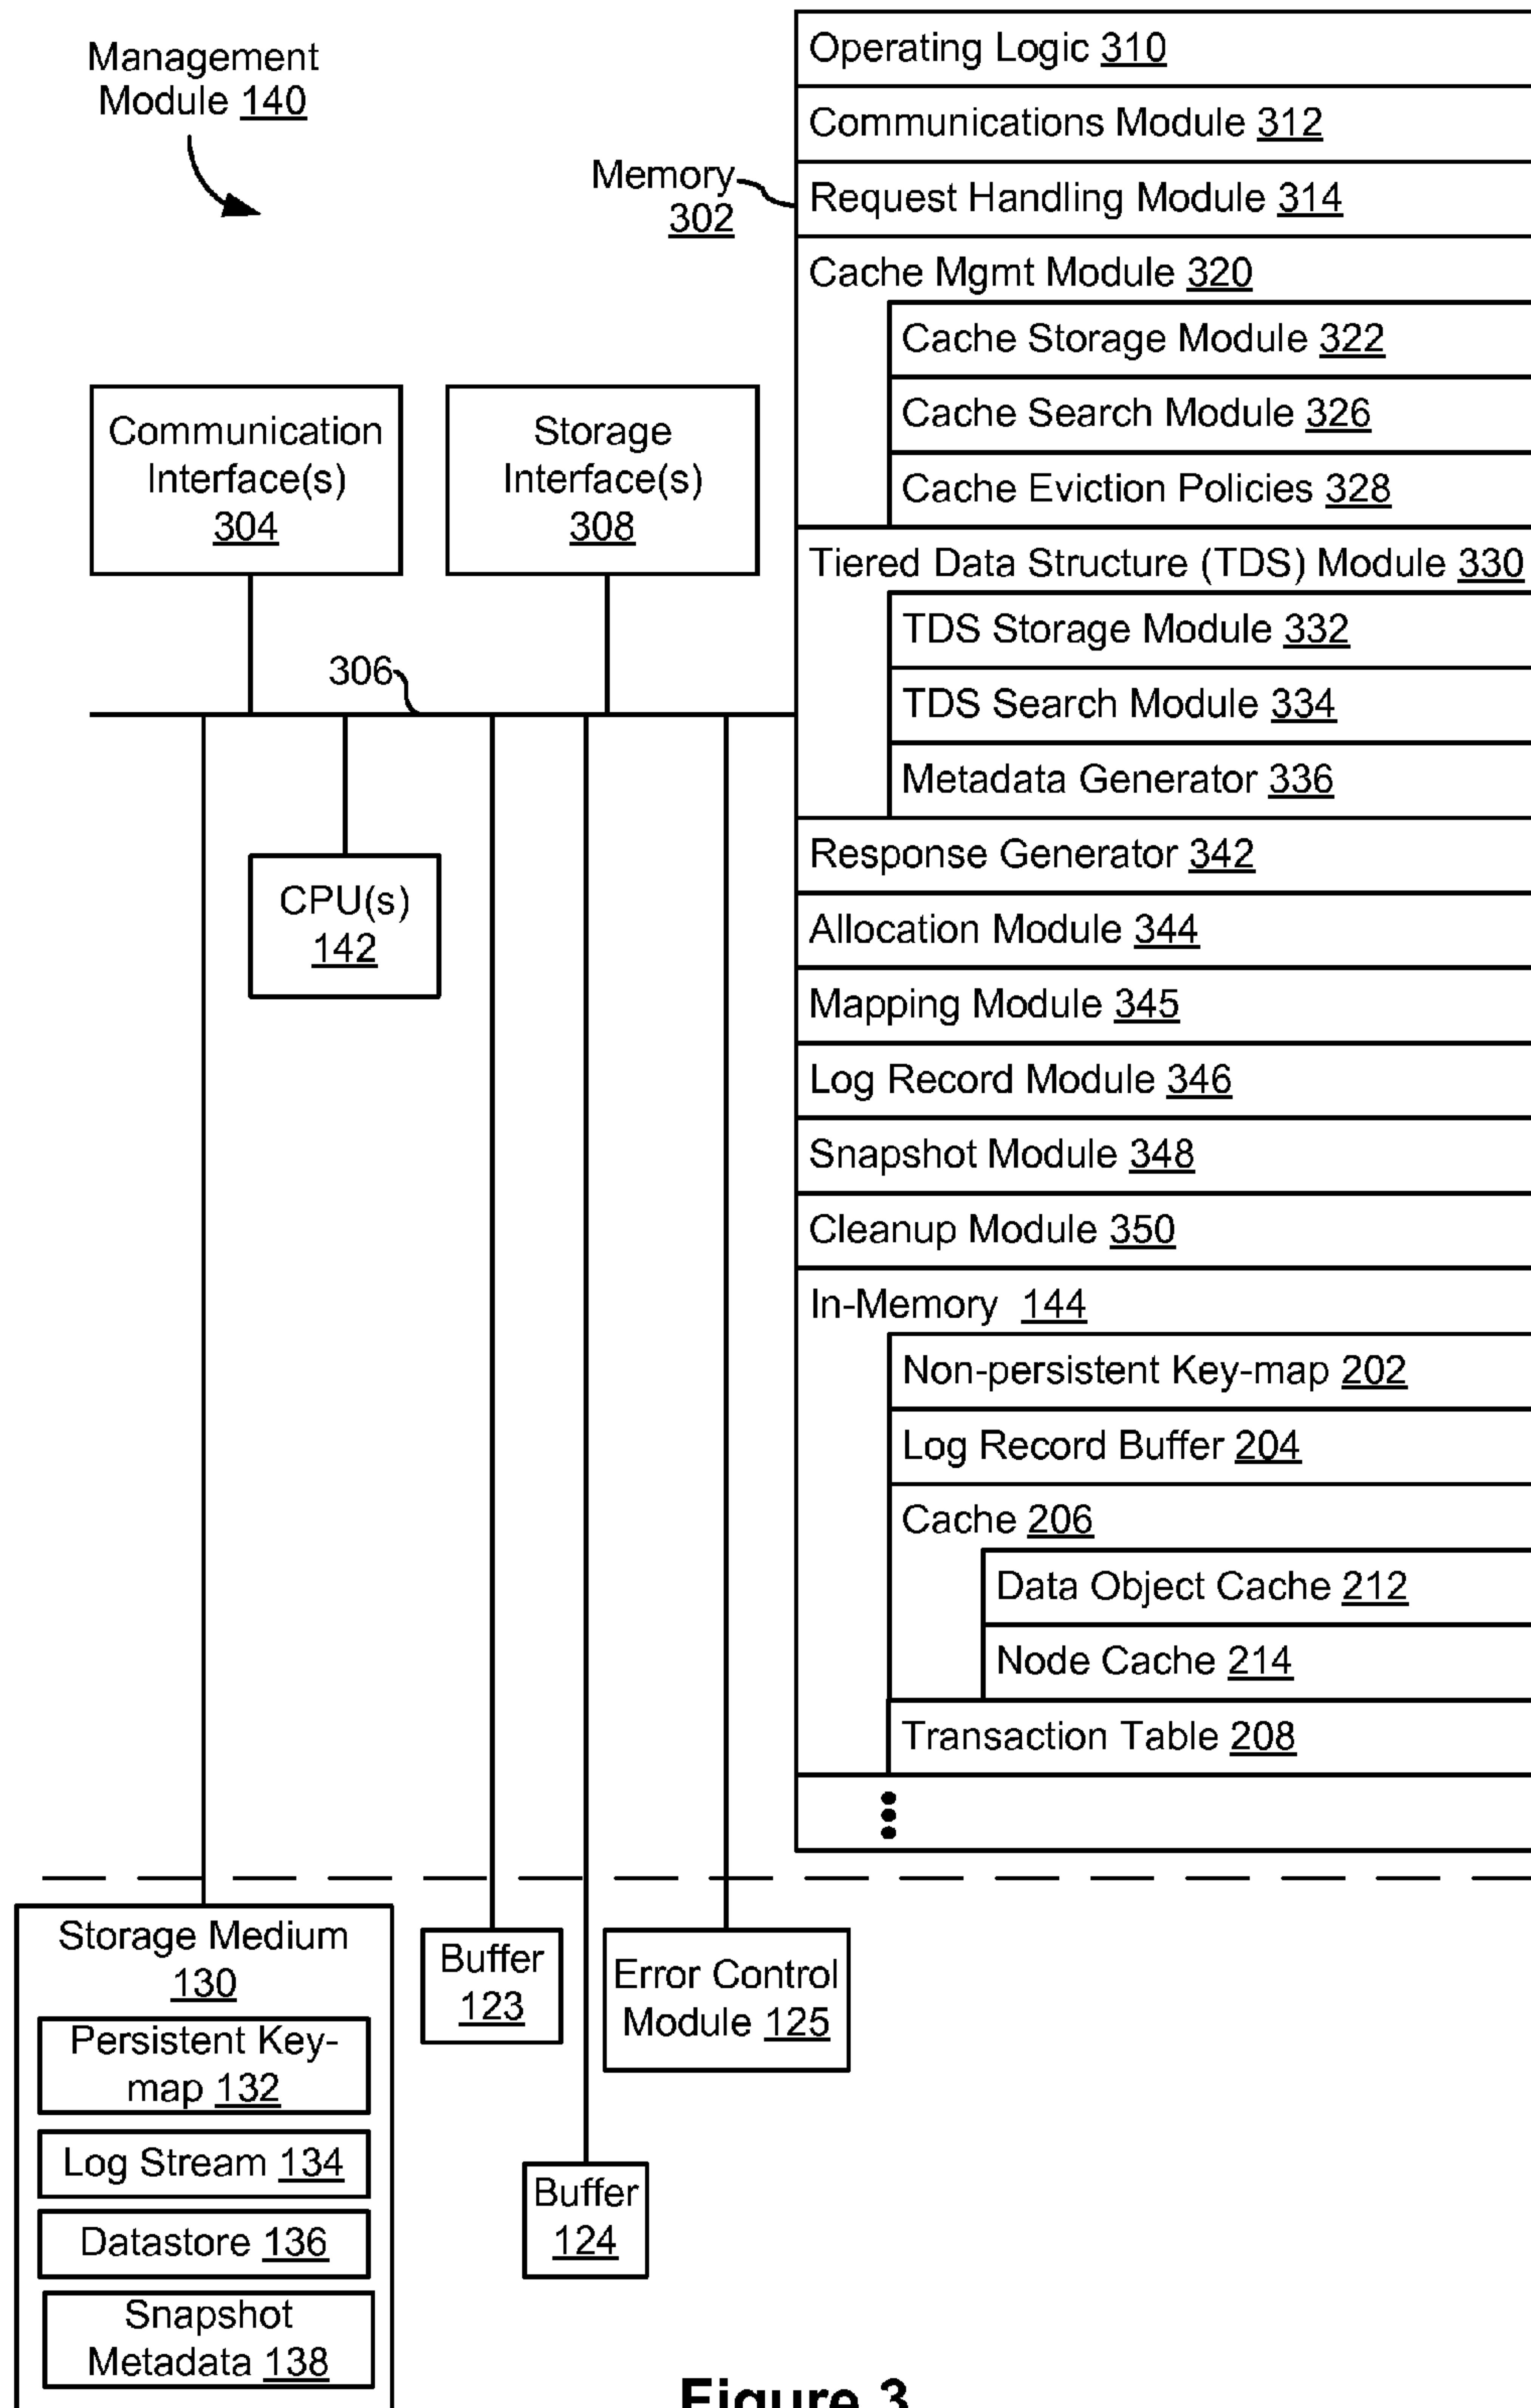 Management
Module 140
Memory
302
Operating Logic 310
Communications Module 312
Request Handling Module 314
Cache Mgmt Module 320
Cache Storage Module 322
Cache Search Module 326
Cache Eviction Policies 328
Tiered Data Structure (TDS) Module 330
TDS Storage Module 332
TDS Search Module 334
Metadata Generator 336
Response Generator 342
Allocation Module 344
Mapping Module 345
Log Record Module 346
Snapshot Module 348
Cleanup Module 350
In-Memory 144
Non-persistent Key-map 202
Log Record Buffer 204
Cache 206
Data Object Cache 212
Node Cache 214
Transaction Table 208
Communication
Interface(s)
304
Storage
Interface(s)
308
306
CPU(s)
142
Storage Medium
130
Persistent Key-
map 132
Log Stream 134
Datastore 136
Snapshot
Metadata 138
Buffer
123
Error Control
Module 125
Buffer
124
Figure 3